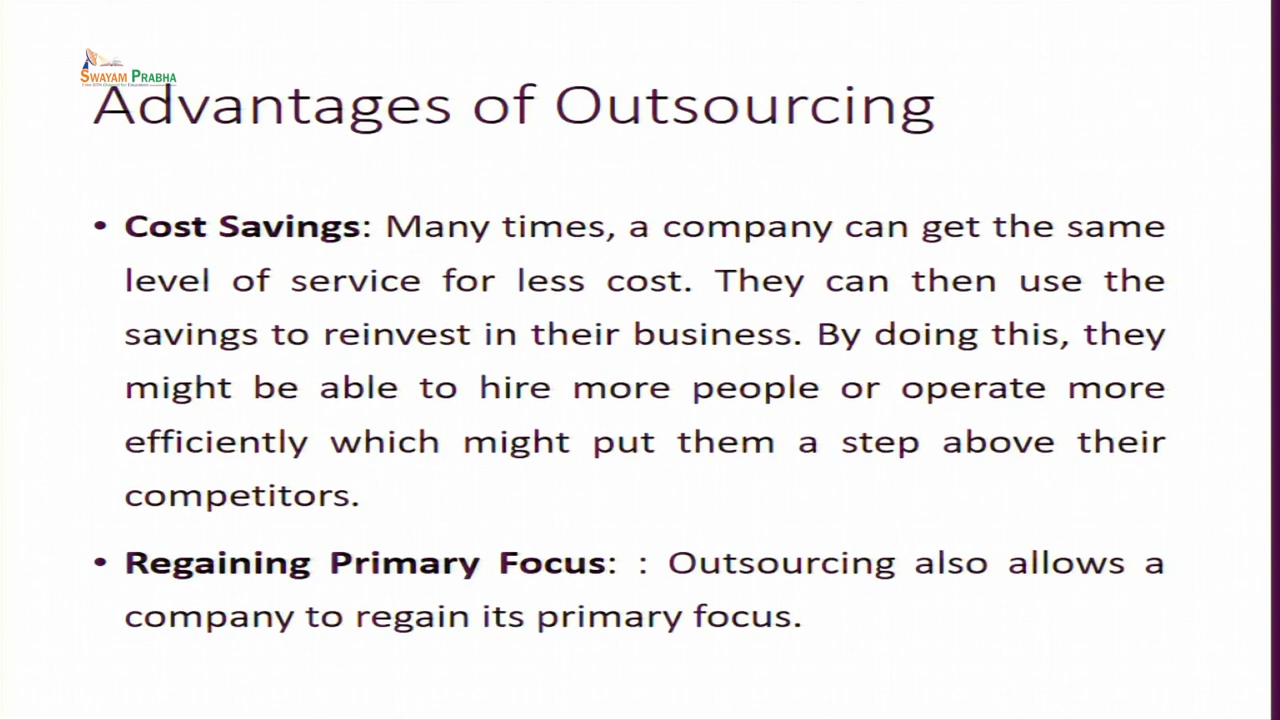 SWAYAM PRABHA
Advantages of Outsourcing
• Cost Savings: Many times, a company can get the same
level of service for less cost. They can then use the
savings to reinvest in their business. By doing this, they
might be able to hire more people or operate more
efficiently which might put them a step above their
competitors.
• Regaining Primary Focus: : Outsourcing also allows a
company to regain its primary focus.